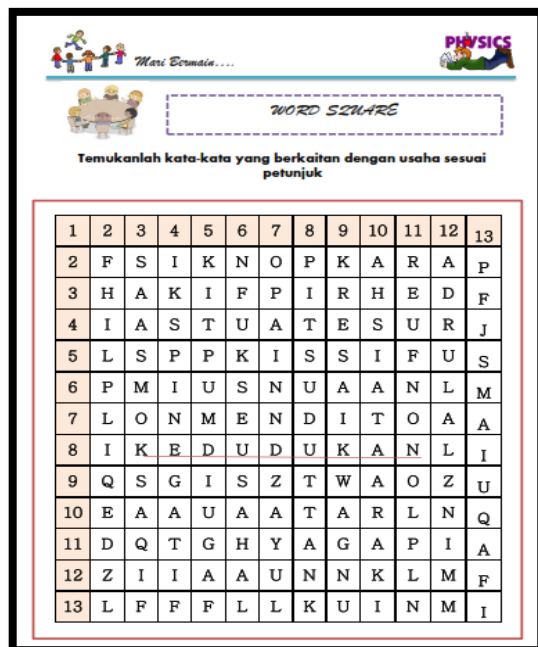 Mari Bermain....
PHYSICS
WORD SQUARE
Temukanlah kata-kata yang berkaitan dengan usaha sesuai
petunjuk
1 2 3 4 5 6 7 8 9 10 11 12 13
2 F S I K N O P K A R A P
3 H A K I F P I R H E D F
4 I A S T U A T E S U R J
5 L S P P K I S S I F U S
6 P M I U S N U A A N L M
7 L O N M E N D I T O A A
8 I K E D U D U K A N L I
9 Q S G I S Z T W A O Z U
10 E A A U A A T A R L N Q
11 D Q T G H Y A G A P I A
12 Z I I A A U N N K L M F
13 L F F F L L K U I N M I